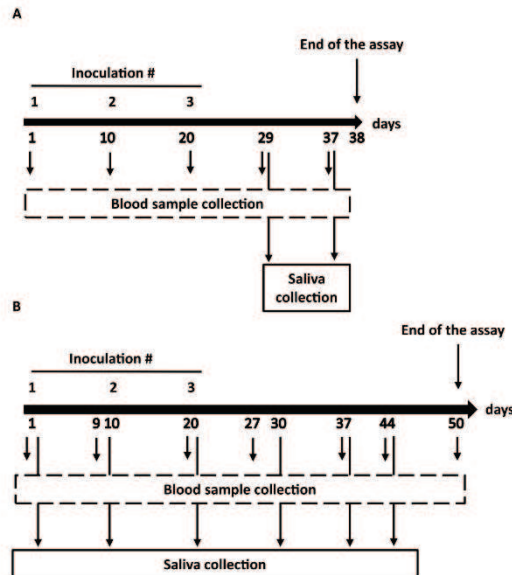 A
End of the assay
Inoculation #
1 2 3
days
1 10 20 29 37 38
Blood sample collection
Saliva
collection
B
End of the assay
Inoculation #
1 2 3
days
1 9 10 20 27 30 37 44 50
Blood sample collection
Saliva collection